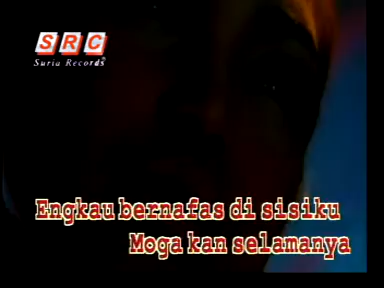 SRC
Suria Records
Engkau bernafas di sisiku
Moga kan selamanya